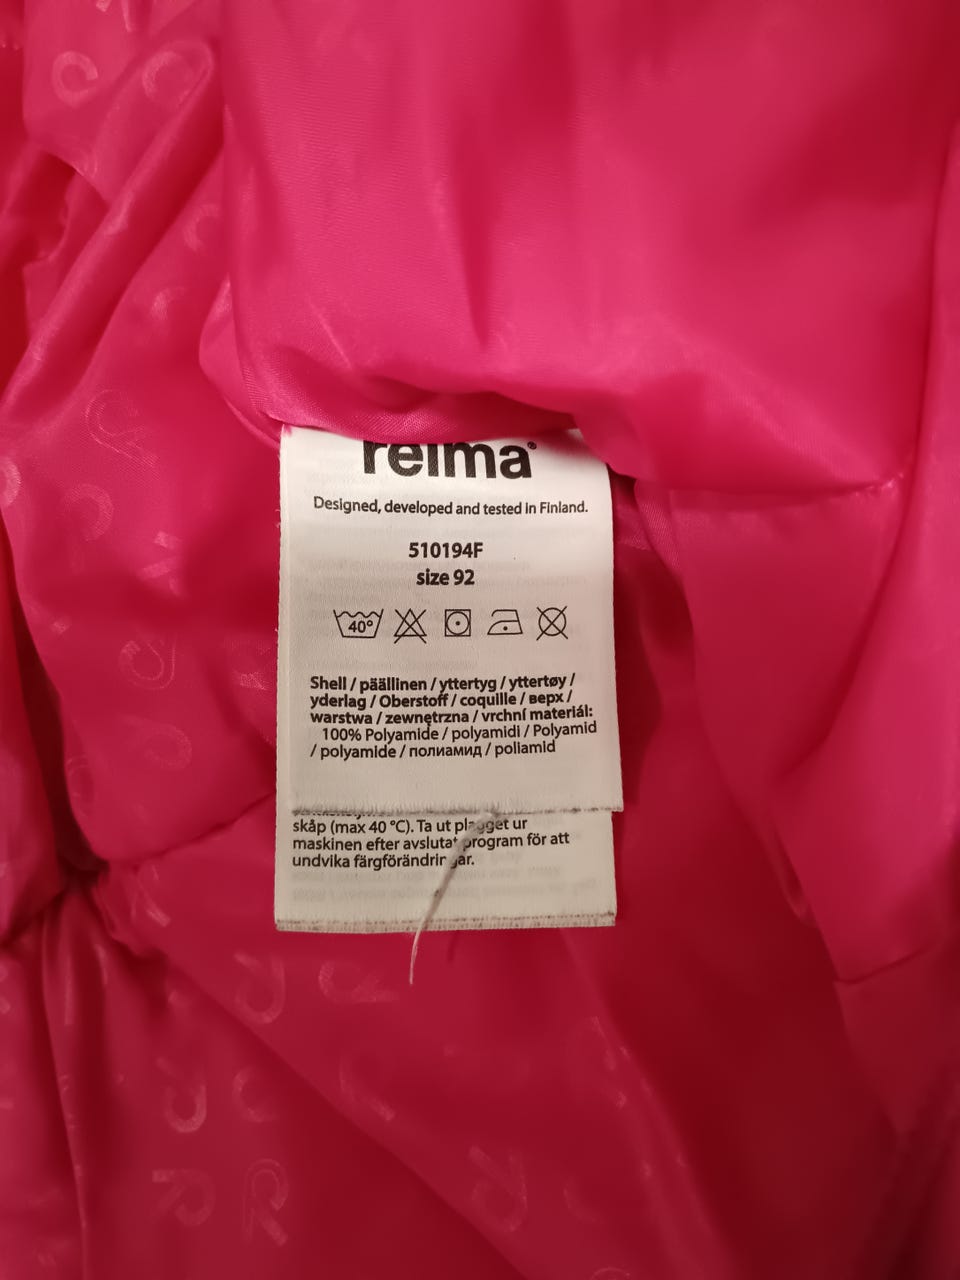 reima®
Designed, developed and tested in Finland.
510194F
size 92
40°
Shell / päällinen / yttertyg / yttertøy /
yderlag / Oberstoff / coquille / верх /
warstwa / zewnętrzna / vrchní materiál:
100% Polyamide / polyamidi / Polyamid
/ polyamide / полиамид / poliamid
skåp (max 40 °C). Ta ut plagget ur
maskinen efter avslutat program för att
undvika färgförändringar.